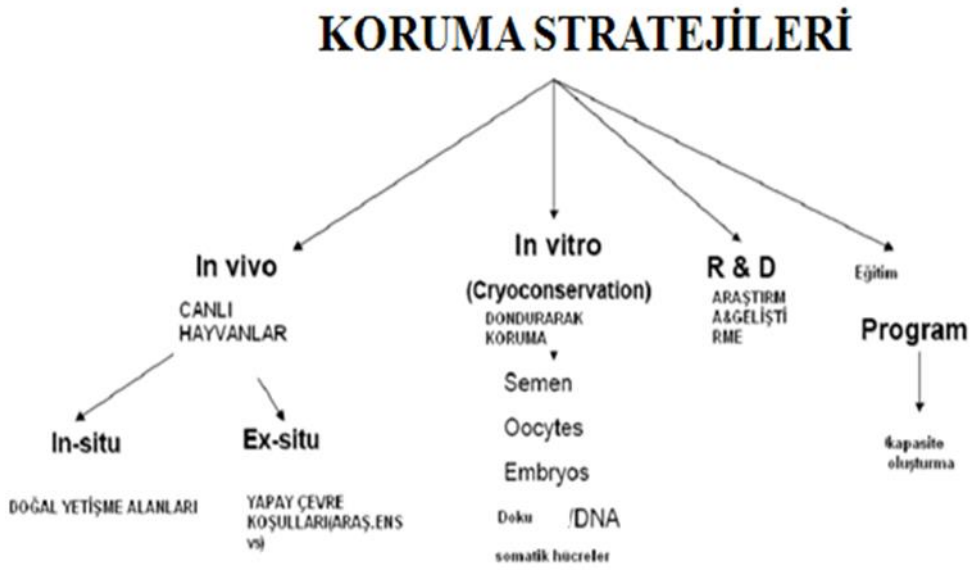 KORUMA STRATEJİLERİ
In vivo
CANLI
HAYVANLAR
In-situ
DOĞAL YETİŞME ALANLARI
Ex-situ
YAPAY ÇEVRE
KOŞULLARI(ARAŞ.ENS
vs)
In vitro
(Cryoconservation)
DONDURARAK
KORUMA
Semen
Oocytes
Embryos
Doku /DNA
somatik hücreler
R & D
ARAŞTIRM
A&GELİŞTİ
RME
Eğitim
Program
/kapasite
oluşturma